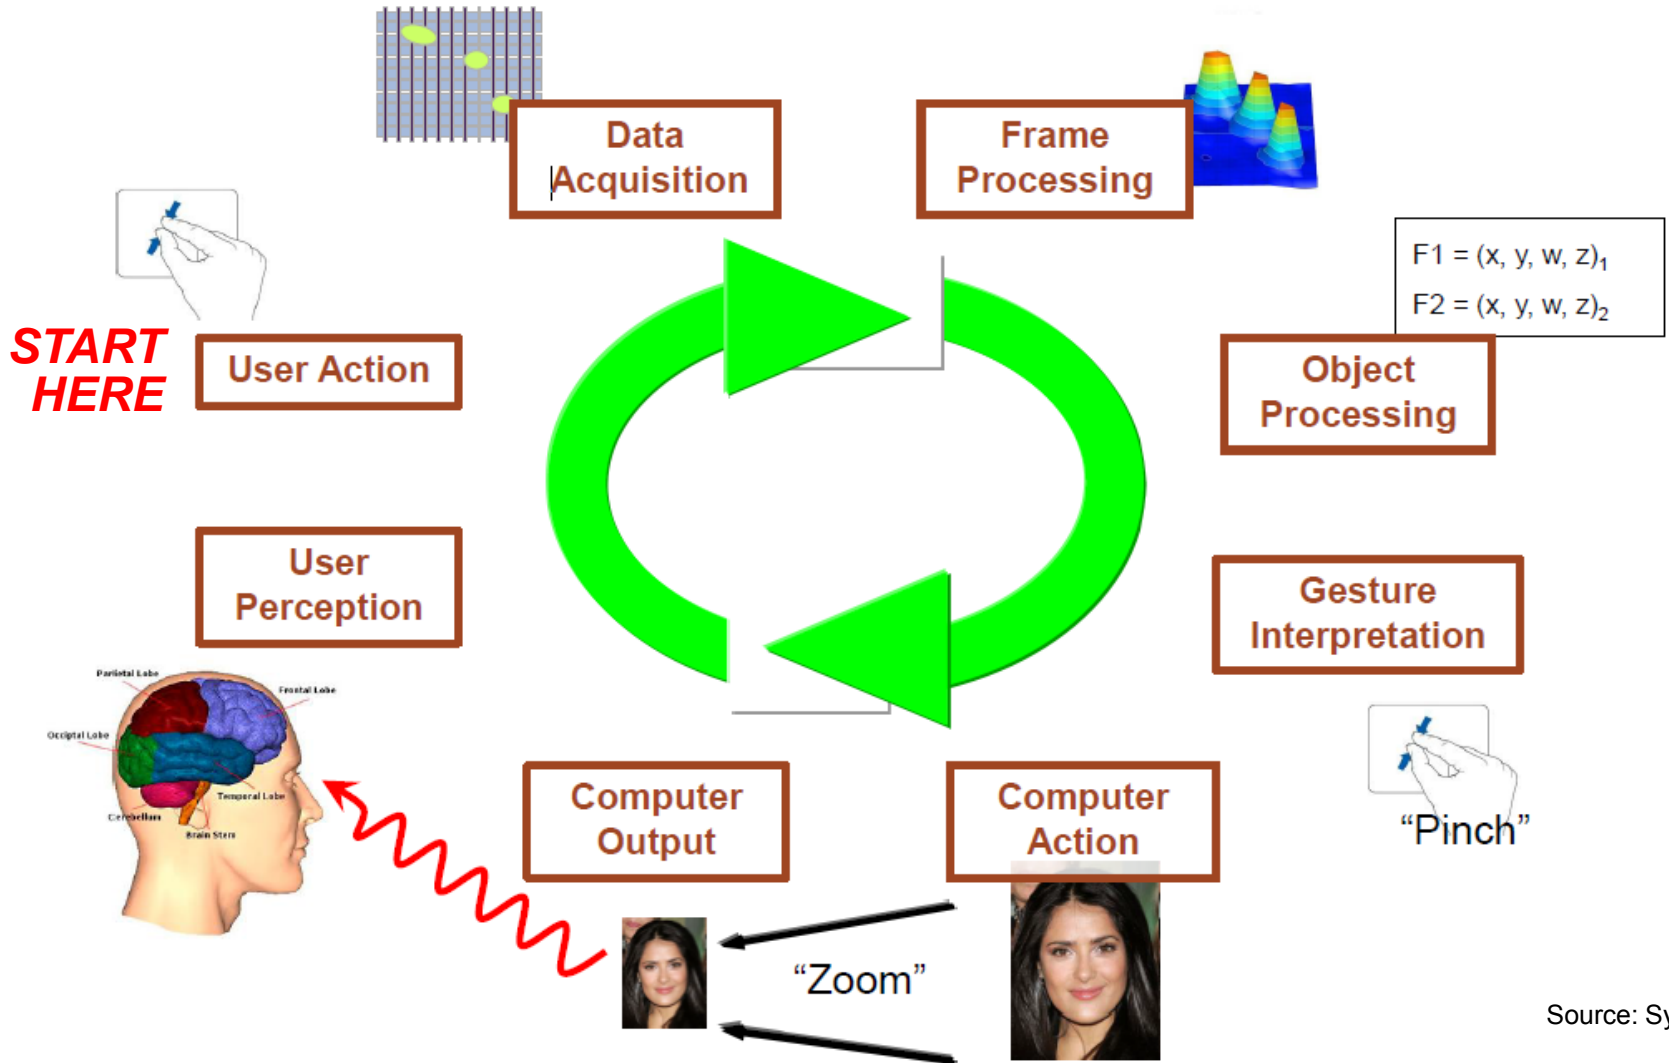 START
HERE
User Action
Data
Acquisition
Frame
Processing
F1 = (x, y, w, z)₁
F2 = (x, y, w, z)₂
Object
Processing
Gesture
Interpretation
“Pinch”
Computer
Action
“Zoom”
Computer
Output
User
Perception
Parietal Lobe
Frontal Lobe
Occiptal Lobe
Temporal Lobe
Cerebellum
Brain Stem
Source: Sy